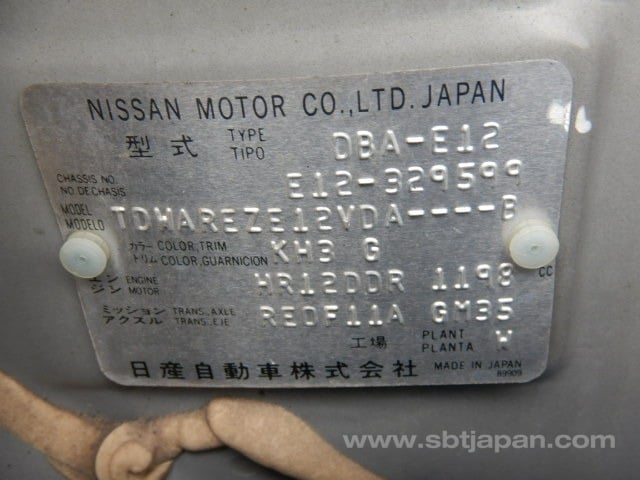 NISSAN MOTOR CO.,LTD. JAPAN
型式 TYPE TIPO DBA-E12
CHASSIS NO. NO DE CHASIS E12-329599
MODEL MODELO TDHAREZE12VDA----B
カラー COLOR,TRIM
トリム COLOR,GUARNICION KH3 G
ENGINE
ジン MOTOR HR12DDR 1198 CC
ミッション TRANS.,AXLE
アクスル TRANS.,EJE RE0F11A GM35
工場 PLANT PLANTA W
日産自動車株式会社 MADE IN JAPAN
89909
www.sbtjapan.com